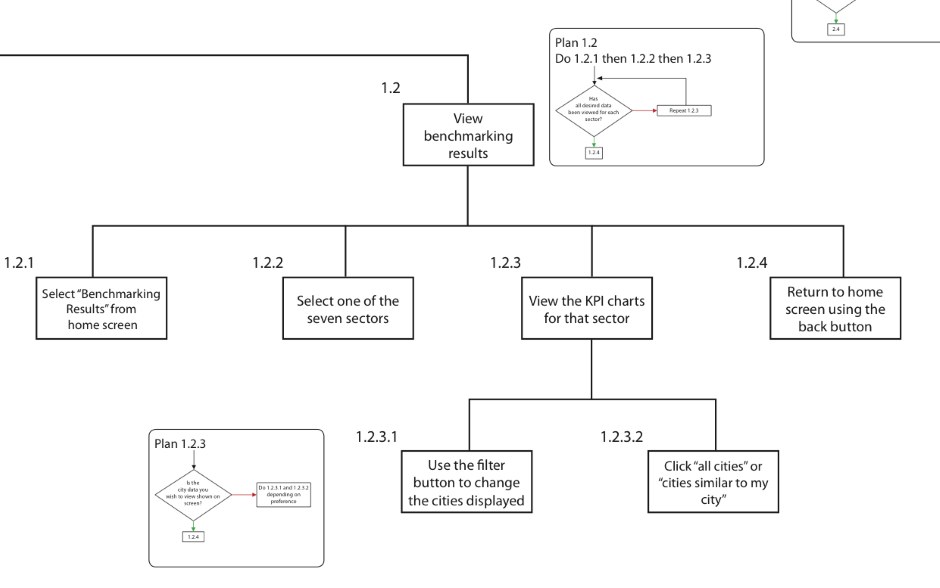 2.4
Plan 1.2
Do 1.2.1 then 1.2.2 then 1.2.3
Has
all desired data
been viewed for each
sector?
Repeat 1.2.3
1.2.4
1.2
View
benchmarking
results
1.2.1
Select “Benchmarking
Results” from
home screen
1.2.2
Select one of the
seven sectors
1.2.3
View the KPI charts
for that sector
1.2.4
Return to home
screen using the
back button
Plan 1.2.3
Is the
city data you
wish to view shown on
screen?
Do 1.2.3.1 and 1.2.3.2
depending on
preference
1.2.4
1.2.3.1
Use the filter
button to change
the cities displayed
1.2.3.2
Click “all cities” or
“cities similar to my
city”